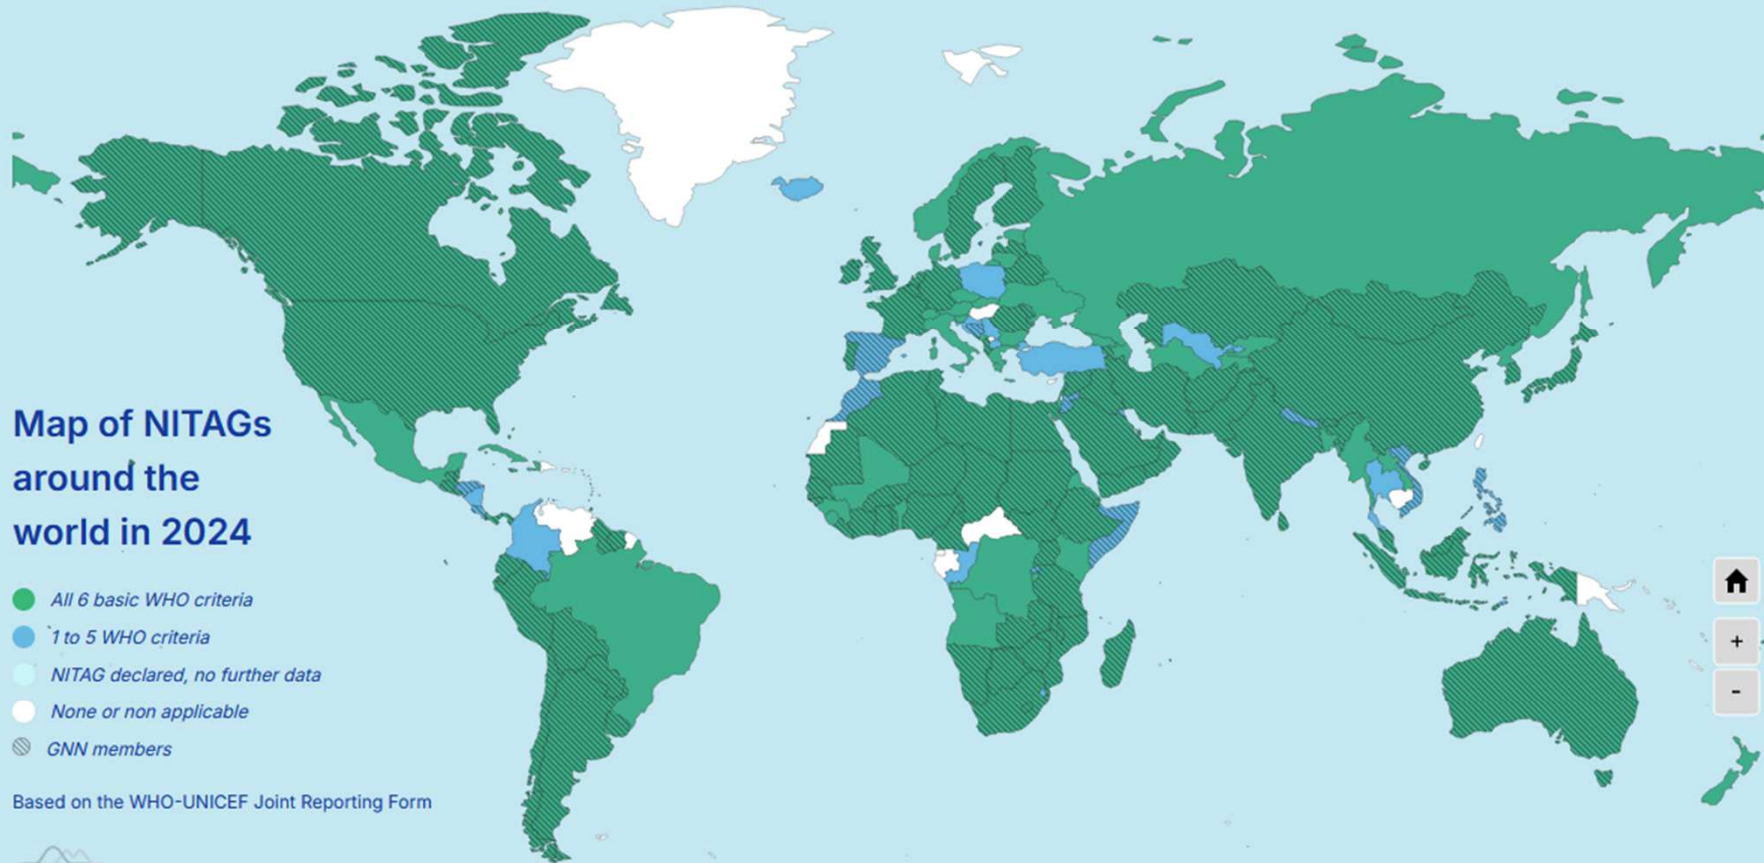 Map of NITAGs
around the
world in 2024
All 6 basic WHO criteria
1 to 5 WHO criteria
NITAG declared, no further data
None or non applicable
GNN members
Based on the WHO-UNICEF Joint Reporting Form
+
-